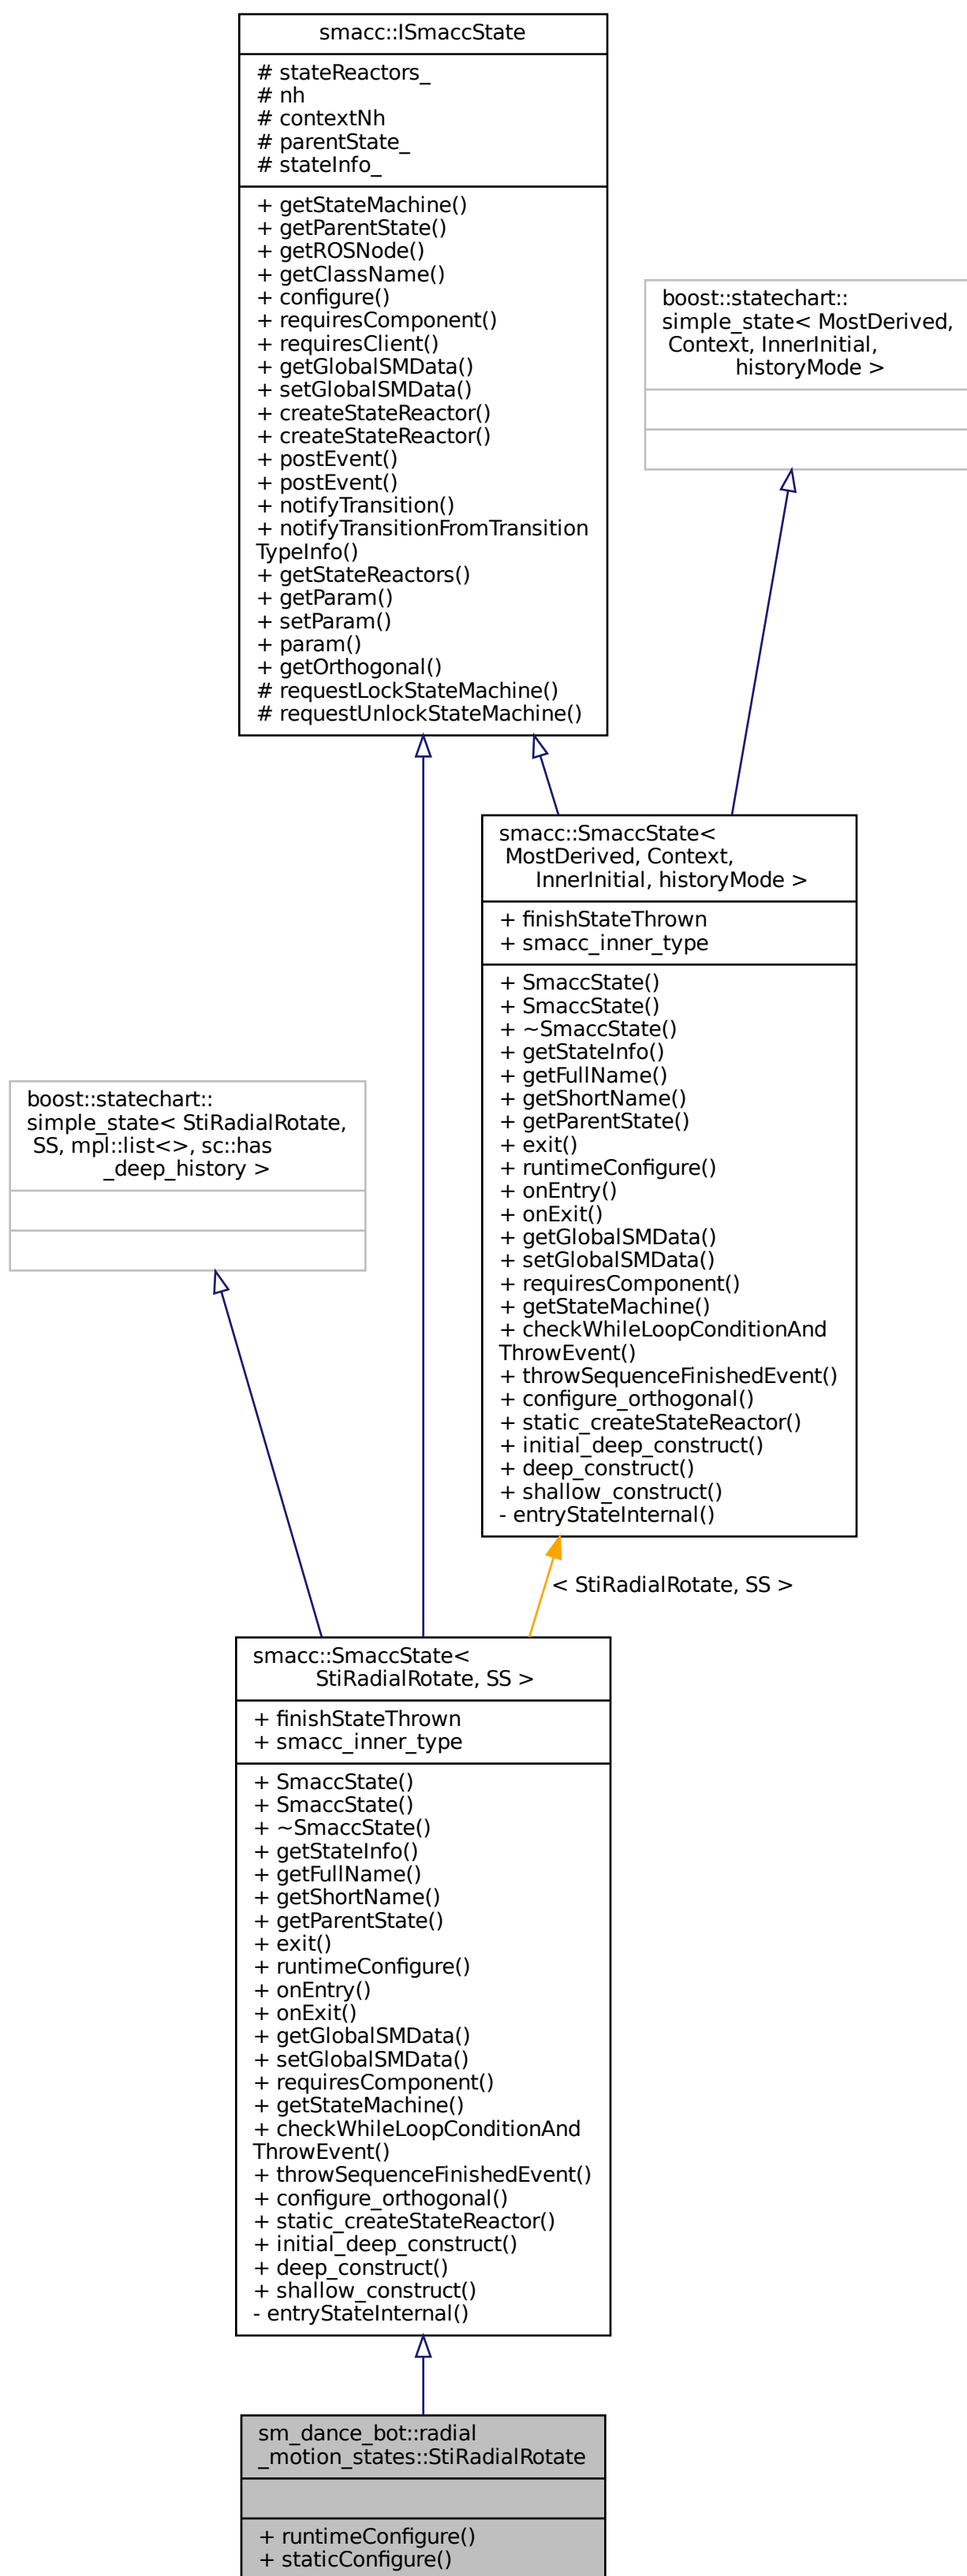 smacc::ISmaccState
# stateReactors_
# nh
# contextNh
# parentState_
# stateInfo_
+ getStateMachine()
+ getParentState()
+ getROSNode()
+ getClassName()
+ configure()
+ requiresComponent()
+ requiresClient()
+ getGlobalSMData()
+ setGlobalSMData()
+ createStateReactor()
+ createStateReactor()
+ postEvent()
+ postEvent()
+ notifyTransition()
+ notifyTransitionFromTransition
TypeInfo()
+ getStateReactors()
+ getParam()
+ setParam()
+ param()
+ getOrthogonal()
# requestLockStateMachine()
# requestUnlockStateMachine()
boost::statechart::
simple_state< MostDerived,
Context, InnerInitial,
historyMode >
smacc::SmaccState<
MostDerived, Context,
InnerInitial, historyMode >
+ finishStateThrown
+ smacc_inner_type
+ SmaccState()
+ SmaccState()
+ ~SmaccState()
+ getStateInfo()
+ getFullName()
+ getShortName()
+ getParentState()
+ exit()
+ runtimeConfigure()
+ onEntry()
+ onExit()
+ getGlobalSMData()
+ setGlobalSMData()
+ requiresComponent()
+ getStateMachine()
+ checkWhileLoopConditionAnd
ThrowEvent()
+ throwSequenceFinishedEvent()
+ configure_orthogonal()
+ static_createStateReactor()
+ initial_deep_construct()
+ deep_construct()
+ shallow_construct()
- entryStateInternal()
boost::statechart::
simple_state< StiRadialRotate,
SS, mpl::list<>, sc::has
_deep_history >
< StiRadialRotate, SS >
smacc::SmaccState<
StiRadialRotate, SS >
+ finishStateThrown
+ smacc_inner_type
+ SmaccState()
+ SmaccState()
+ ~SmaccState()
+ getStateInfo()
+ getFullName()
+ getShortName()
+ getParentState()
+ exit()
+ runtimeConfigure()
+ onEntry()
+ onExit()
+ getGlobalSMData()
+ setGlobalSMData()
+ requiresComponent()
+ getStateMachine()
+ checkWhileLoopConditionAnd
ThrowEvent()
+ throwSequenceFinishedEvent()
+ configure_orthogonal()
+ static_createStateReactor()
+ initial_deep_construct()
+ deep_construct()
+ shallow_construct()
- entryStateInternal()
sm_dance_bot::radial
_motion_states::StiRadialRotate
+ runtimeConfigure()
+ staticConfigure()